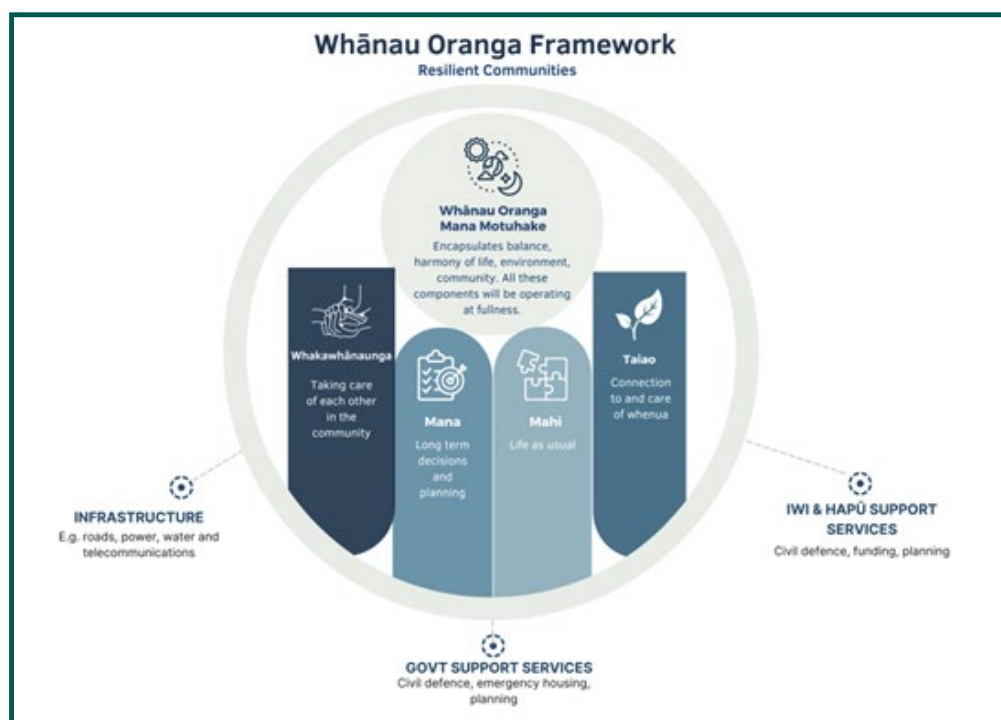 Whānau Oranga Framework
Resilient Communities
Whānau Oranga
Mana Motuhake
Encapsulates balance,
harmony of life, environment,
community. All these
components will be operating
at fullness.
Whakawhānaunga
Taking care
of each other
in the
community
Mana
Long term
decisions
and
planning
Mahi
Life as usual
Taiao
Connection
to and care
of whenua
INFRASTRUCTURE
E.g. roads, power, water and
telecommunications
IWI & HAPŪ SUPPORT
SERVICES
Civil defence, funding, planning
GOVT SUPPORT SERVICES
Civil defence, emergency housing,
planning